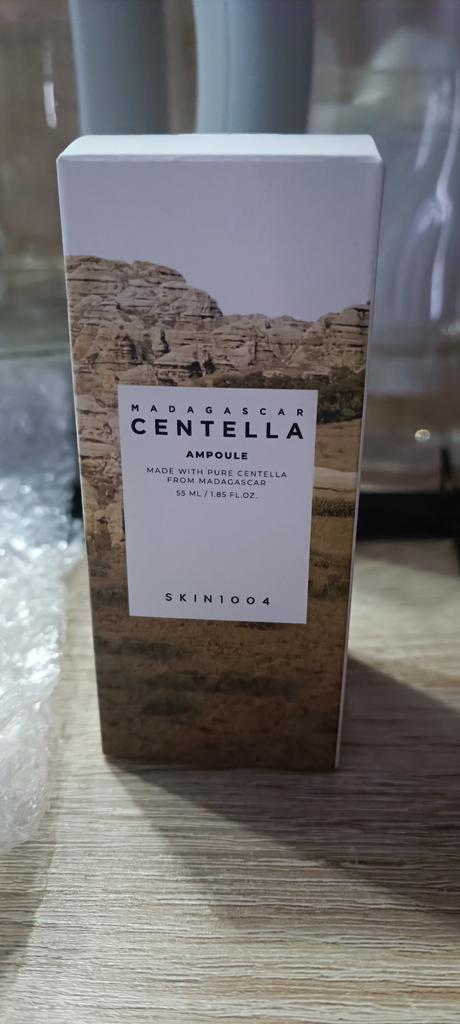 MADAGASCAR
CENTELLA
AMPOULE
MADE WITH PURE CENTELLA
FROM MADAGASCAR
55 ML / 1.85 FL.OZ.
SKIN1004